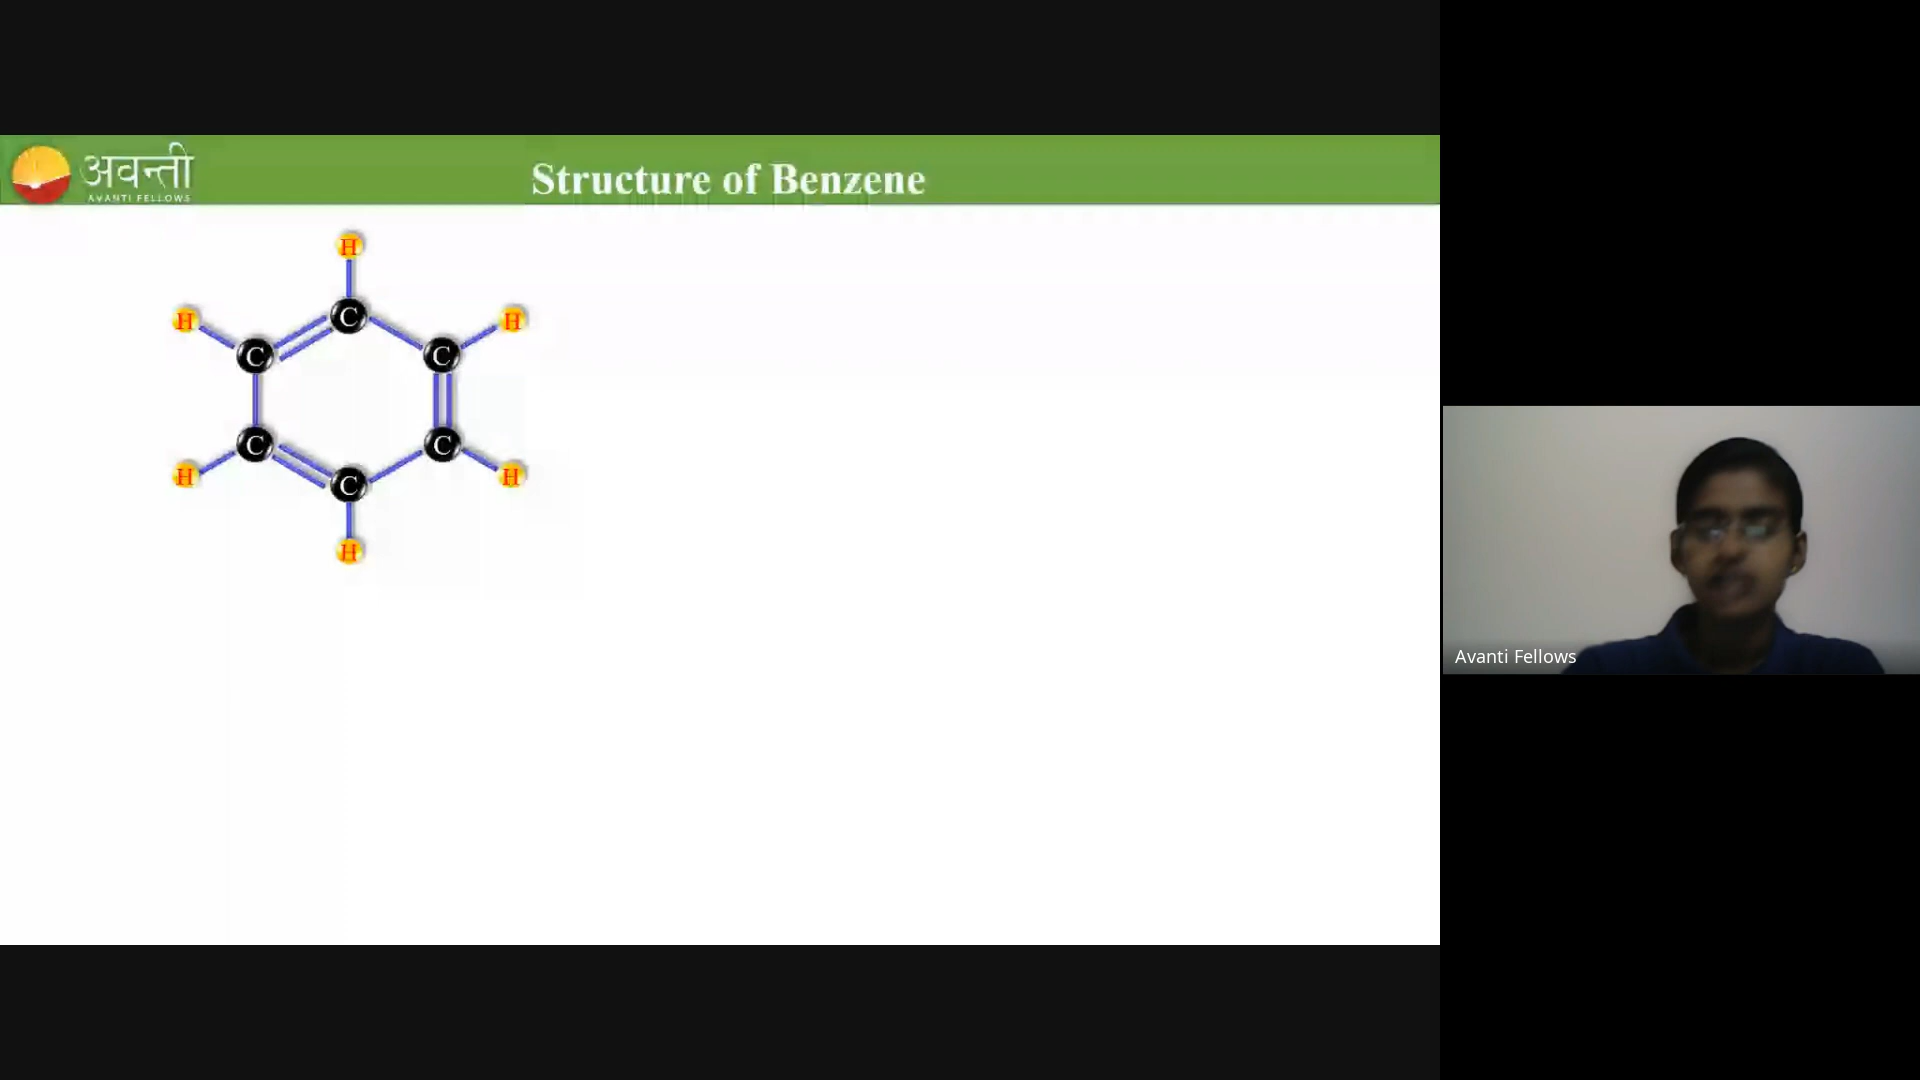 अवन्ती
AVANTI FELLOWS
Structure of Benzene
H
H
C
H
C
C
C
C
H
C
H
H
Avanti Fellows